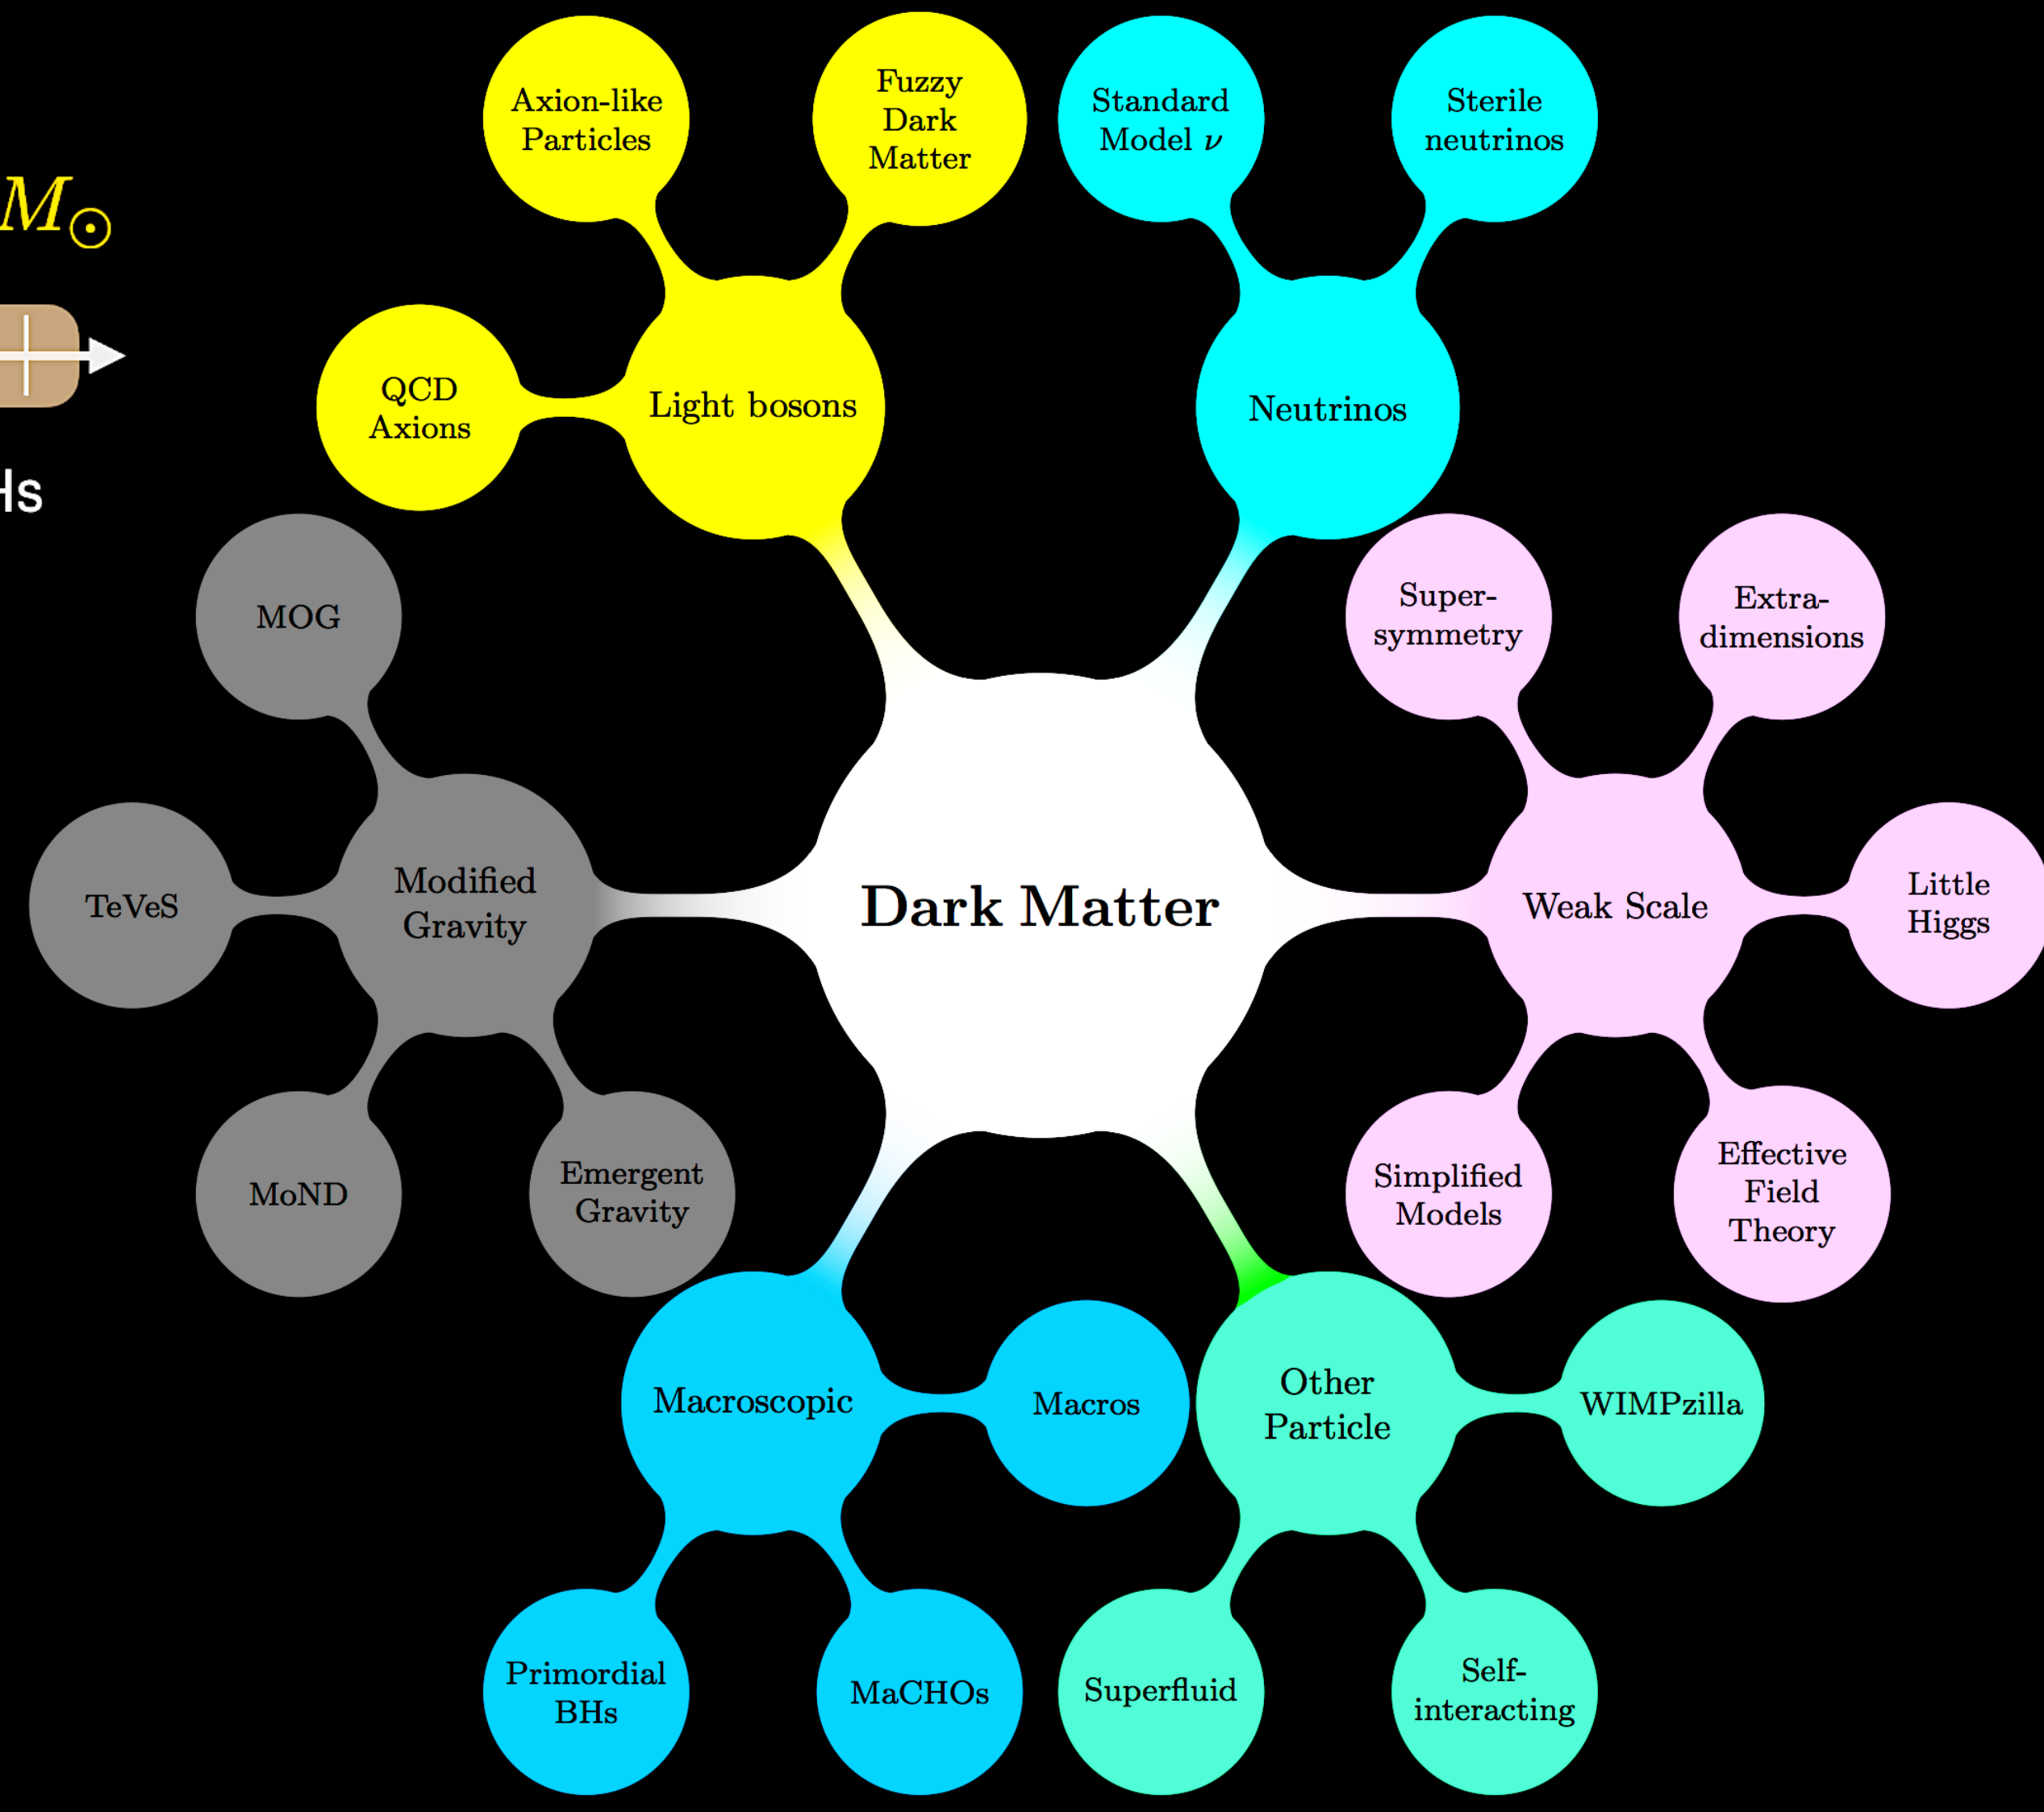 Axion-like
Particles
Fuzzy
Dark
Matter
Standard
Model ν
Sterile
neutrinos
M☉
QCD
Axions
Light bosons
Neutrinos
Hs
MOG
Super-
symmetry
Extra-
dimensions
TeVeS
Modified
Gravity
Dark Matter
Weak Scale
Little
Higgs
MoND
Emergent
Gravity
Simplified
Models
Effective
Field
Theory
Macroscopic
Macros
Other
Particle
WIMPzilla
Primordial
BHs
MaCHOs
Superfluid
Self-
interacting